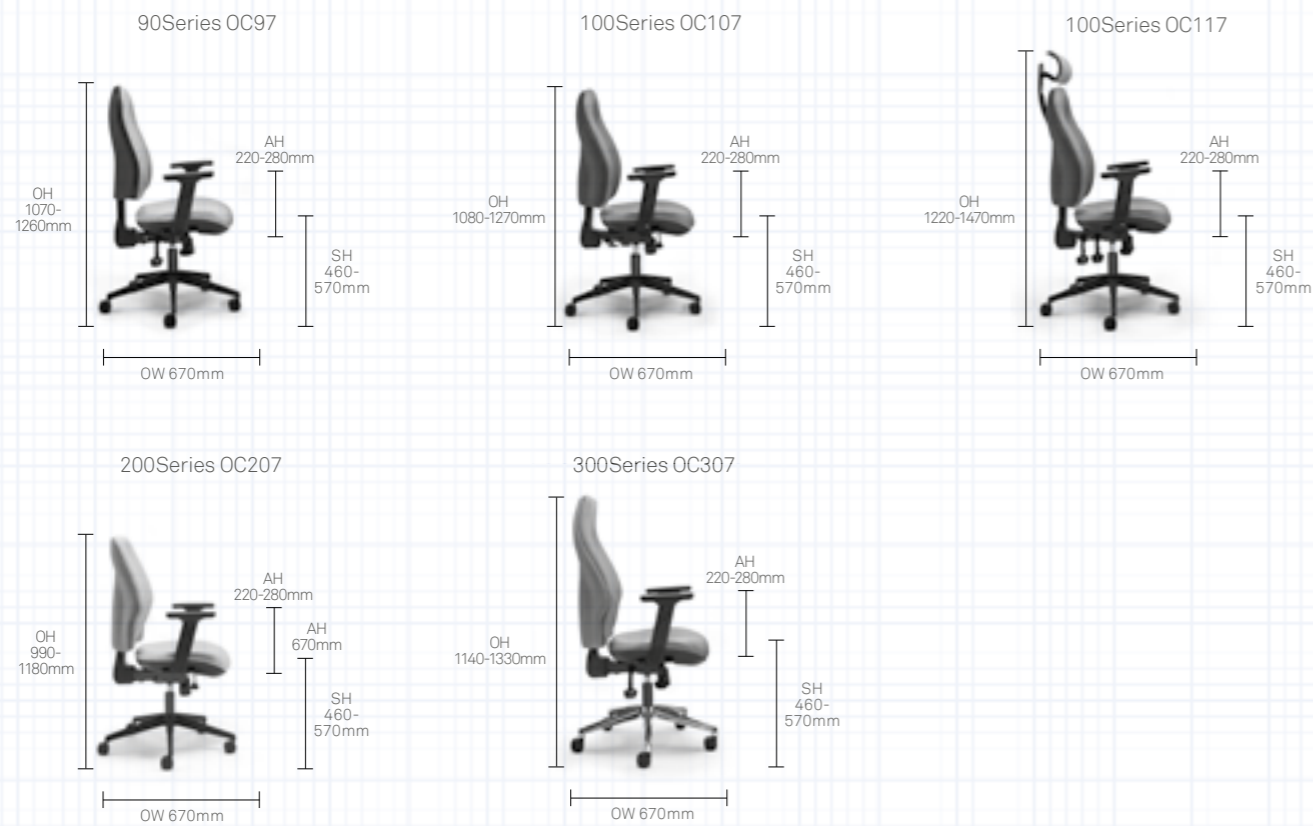 90Series OC97
AH
220-280mm
OH
1070-
1260mm
SH
460-
570mm
OW 670mm
100Series OC107
AH
220-280mm
OH
1080-1270mm
SH
460-
570mm
OW 670mm
100Series OC117
AH
220-280mm
OH
1220-1470mm
SH
460-
570mm
OW 670mm
200Series OC207
AH
220-280mm
AH
670mm
OH
990-
1180mm
SH
460-
570mm
OW 670mm
300Series OC307
AH
220-280mm
OH
1140-1330mm
SH
460-
570mm
OW 670mm